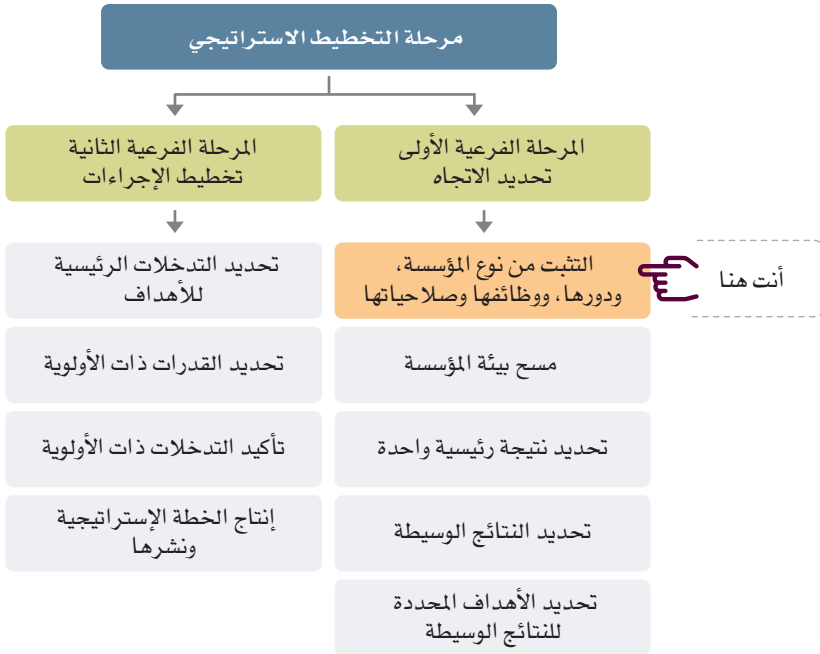 مرحلة التخطيط الاستراتيجي
المرحلة الفرعية الأولى
تحديد الاتجاه
التثبت من نوع المؤسسة،
ودورها، ووظائفها وصلاحياتها
أنت هنا
مسح بيئة المؤسسة
تحديد نتيجة رئيسية واحدة
تحديد النتائج الوسيطة
تحديد الأهداف المحددة
للنتائج الوسيطة
المرحلة الفرعية الثانية
تخطيط الإجراءات
تحديد التدخلات الرئيسية
للأهداف
تحديد القدرات ذات الأولوية
تأكيد التدخلات ذات الأولوية
إنتاج الخطة الإستراتيجية
ونشرها